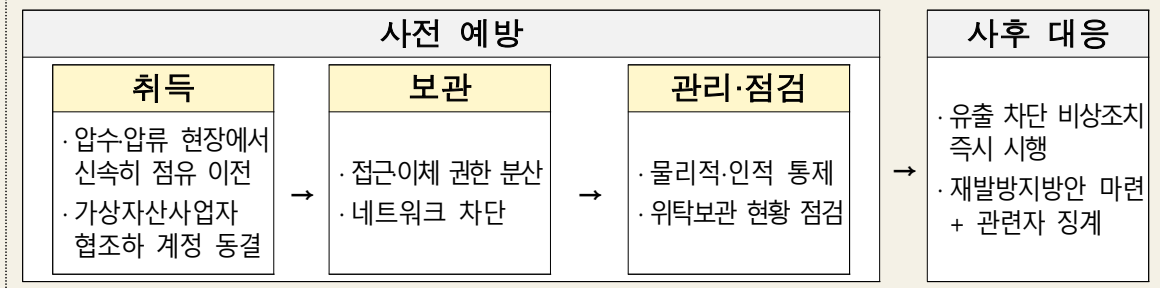 사전 예방
취득
· 압수·압류 현장에서
신속히 점유 이전
· 가상자산사업자
협조하 계정 동결
→
보관
· 접근·이체 권한 분산
· 네트워크 차단
→
관리·점검
· 물리적·인적 통제
· 위탁보관 현황 점검
→
사후 대응
· 유출 차단 비상조치
즉시 시행
· 재발방지방안 마련
+ 관련자 징계